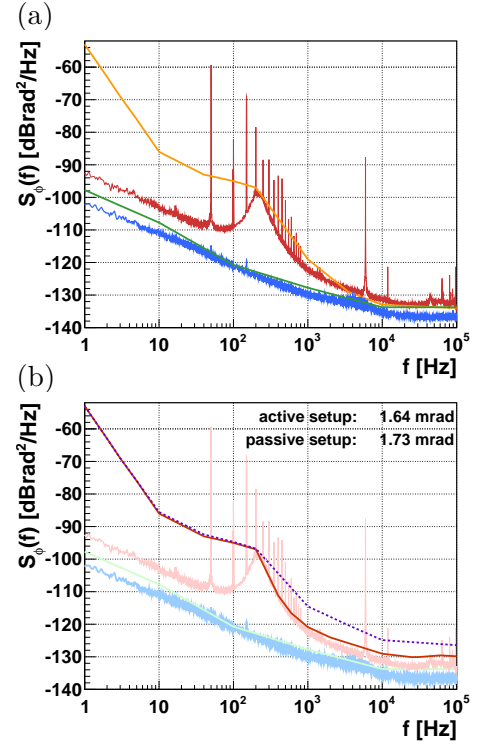 (a)
S_ϕ(f) [dBrad²/Hz]
-60
-70
-80
-90
-100
-110
-120
-130
-140
1 10 10² 10³ 10⁴ 10⁵
f [Hz]
(b)
active setup: 1.64 mrad
passive setup: 1.73 mrad
S_ϕ(f) [dBrad²/Hz]
-60
-70
-80
-90
-100
-110
-120
-130
-140
1 10 10² 10³ 10⁴ 10⁵
f [Hz]